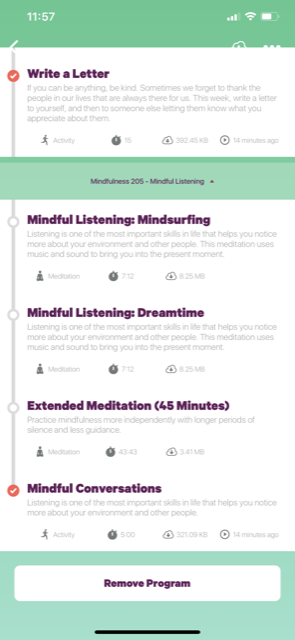 11:57
Write a Letter
If you can be anything, be kind. Sometimes we forget to thank the
people in our lives that are always there for us. This week, write a letter
to yourself, and then to someone else letting them know what you
appreciate about them.
Activity 15 392.45 KB 14 minutes ago
Mindfulness 205 - Mindful Listening
Mindful Listening: Mindsurfing
Listening is one of the most important skills in life that helps you notice
more about your environment and other people. This meditation uses
music and sound to bring you into the present moment.
Meditation 7:12 8.25 MB
Mindful Listening: Dreamtime
Listening is one of the most important skills in life that helps you notice
more about your environment and other people. This meditation uses
music and sound to bring you into the present moment.
Meditation 7:12 8.25 MB
Extended Meditation (45 Minutes)
Practice mindfulness more independently with longer periods of
silence and less guidance.
Meditation 43:43 3.41 MB
Mindful Conversations
Listening is one of the most important skills in life that helps you notice
more about your environment and other people.
Activity 5:00 321.09 KB 14 minutes ago
Remove Program